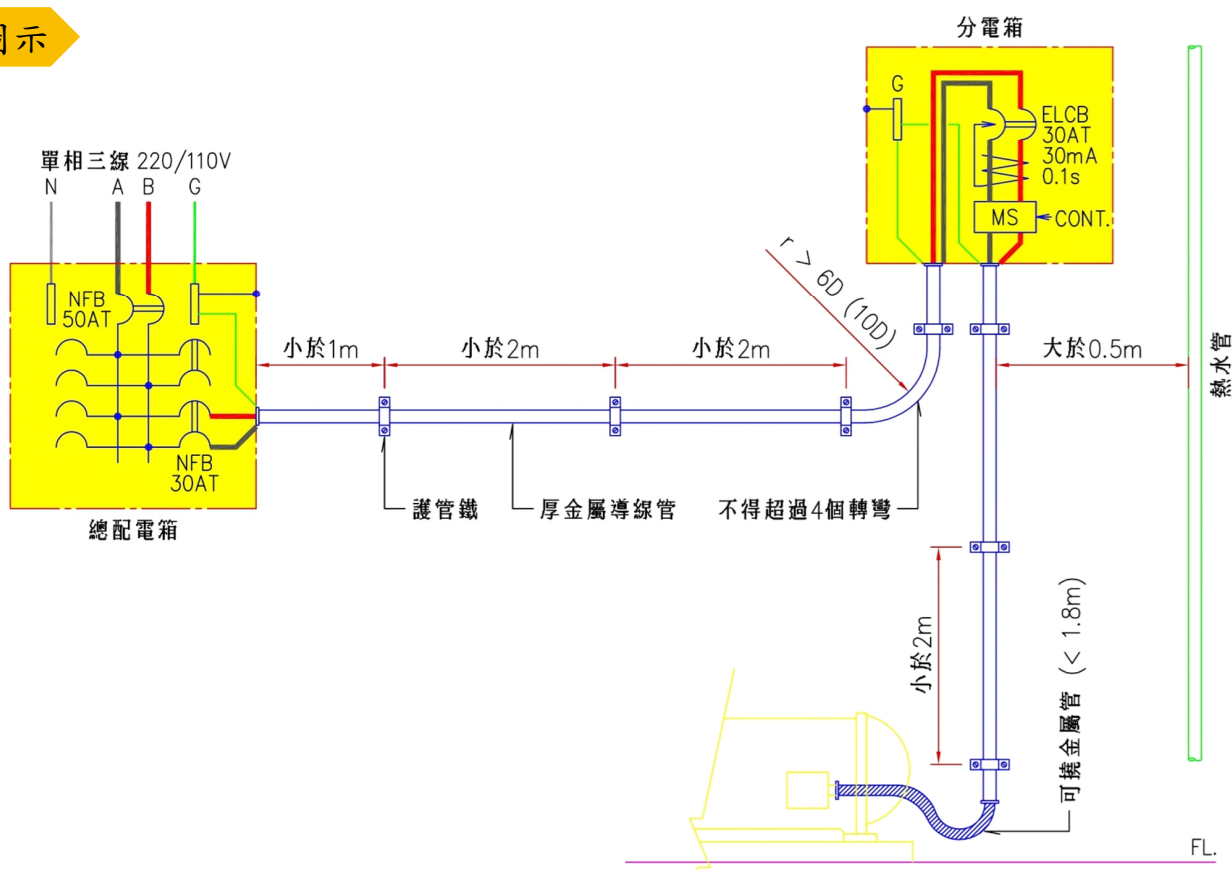 圖示
分電箱
G
ELCB
30AT
30mA
0.1s
MS
CONT.
單相三線 220/110V
N A B G
NFB
50AT
NFB
30AT
總配電箱
小於1m
小於2m
小於2m
r > 6D (10D)
大於0.5m
熱水管
護管鐵
厚金屬導線管
不得超過4個轉彎
小於2m
可撓金屬管 (< 1.8m)
FL.